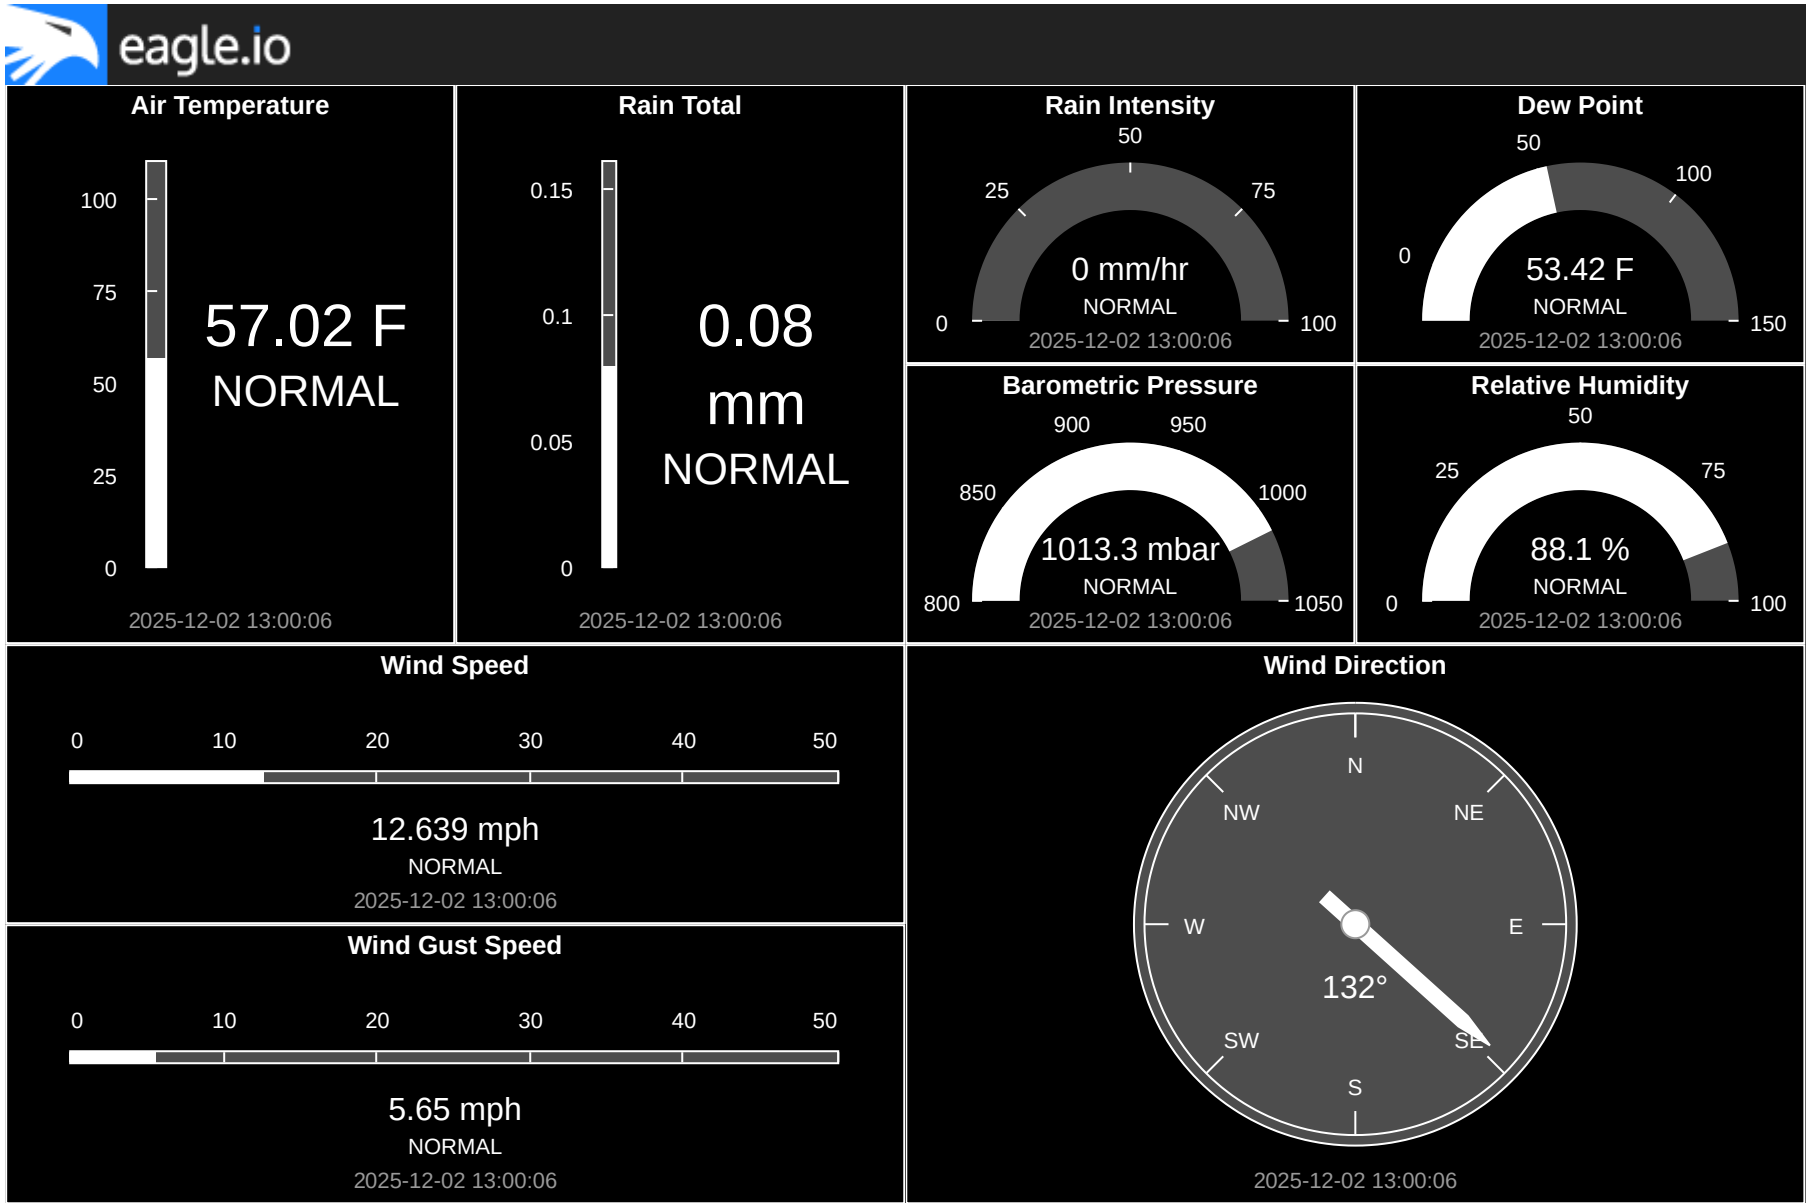 eagle.io
Air Temperature
100
75
50
25
0
57.02 F
NORMAL
2025-12-02 13:00:06
Rain Total
0.15
0.1
0.05
0
0.08
mm
NORMAL
2025-12-02 13:00:06
Rain Intensity
50
25
75
0
100
0 mm/hr
NORMAL
2025-12-02 13:00:06
Dew Point
50
100
0
150
53.42 F
NORMAL
2025-12-02 13:00:06
Barometric Pressure
900
950
850
1000
800
1050
1013.3 mbar
NORMAL
2025-12-02 13:00:06
Relative Humidity
50
25
75
0
100
88.1 %
NORMAL
2025-12-02 13:00:06
Wind Speed
0 10 20 30 40 50
12.639 mph
NORMAL
2025-12-02 13:00:06
Wind Gust Speed
0 10 20 30 40 50
5.65 mph
NORMAL
2025-12-02 13:00:06
Wind Direction
N
NW NE
W E
132°
SW SE
S
2025-12-02 13:00:06